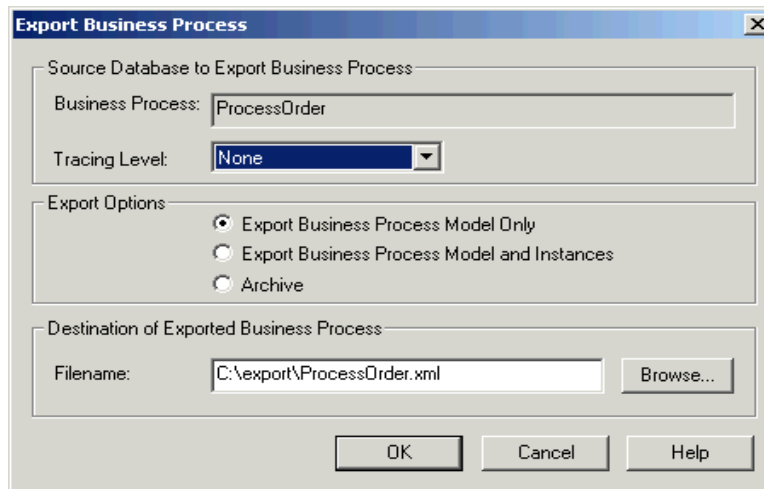 Export Business Process
Source Database to Export Business Process
Business Process: ProcessOrder
Tracing Level: None
Export Options
Export Business Process Model Only
Export Business Process Model and Instances
Archive
Destination of Exported Business Process
Filename: C:\export\ProcessOrder.xml Browse...
OK Cancel Help